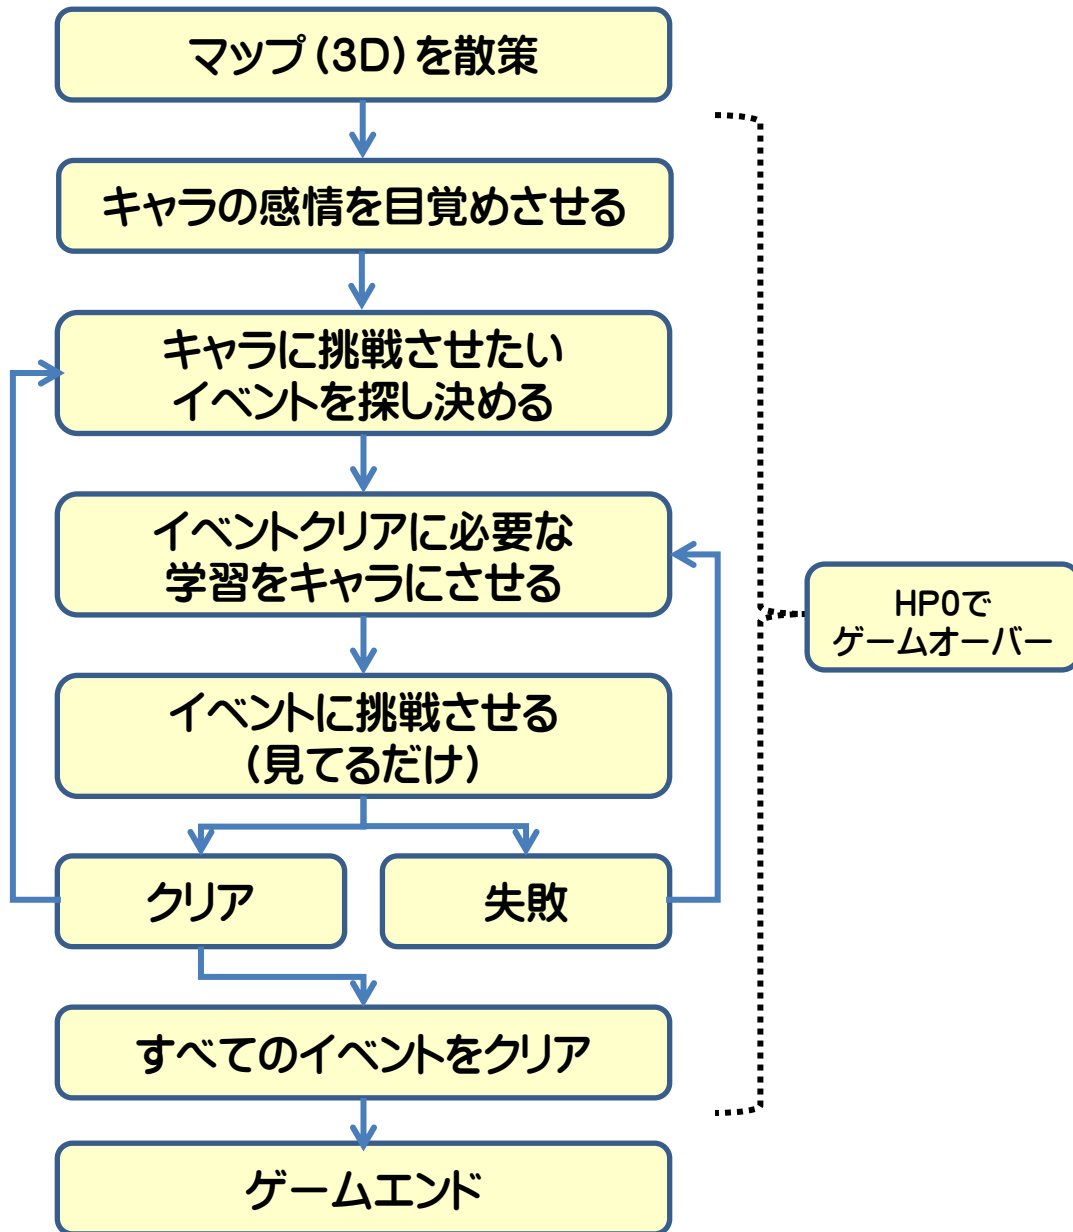 マップ(3D)を散策
キャラの感情を目覚めさせる
キャラに挑戦させたい
イベントを探し決める
イベントクリアに必要な
学習をキャラにさせる
HP0で
ゲームオーバー
イベントに挑戦させる
(見てるだけ)
クリア
失敗
すべてのイベントをクリア
ゲームエンド